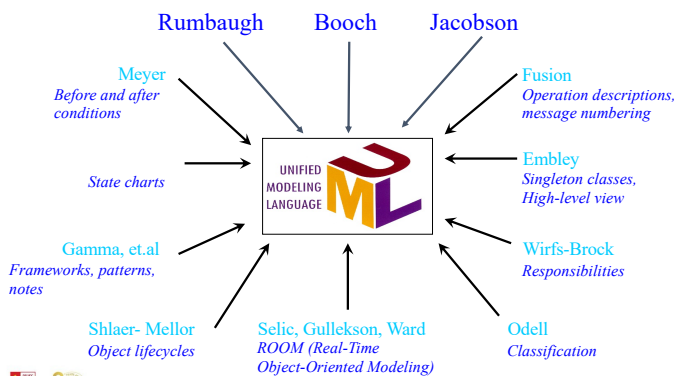 Rumbaugh Booch Jacobson
Meyer
Before and after
conditions
Fusion
Operation descriptions,
message numbering
State charts
Embley
Singleton classes,
High-level view
UNIFIED
MODELING
LANGUAGE
UML
Gamma, et.al
Frameworks, patterns,
notes
Wirfs-Brock
Responsibilities
Shlaer- Mellor
Object lifecycles
Selic, Gullekson, Ward
ROOM (Real-Time
Object-Oriented Modeling)
Odell
Classification